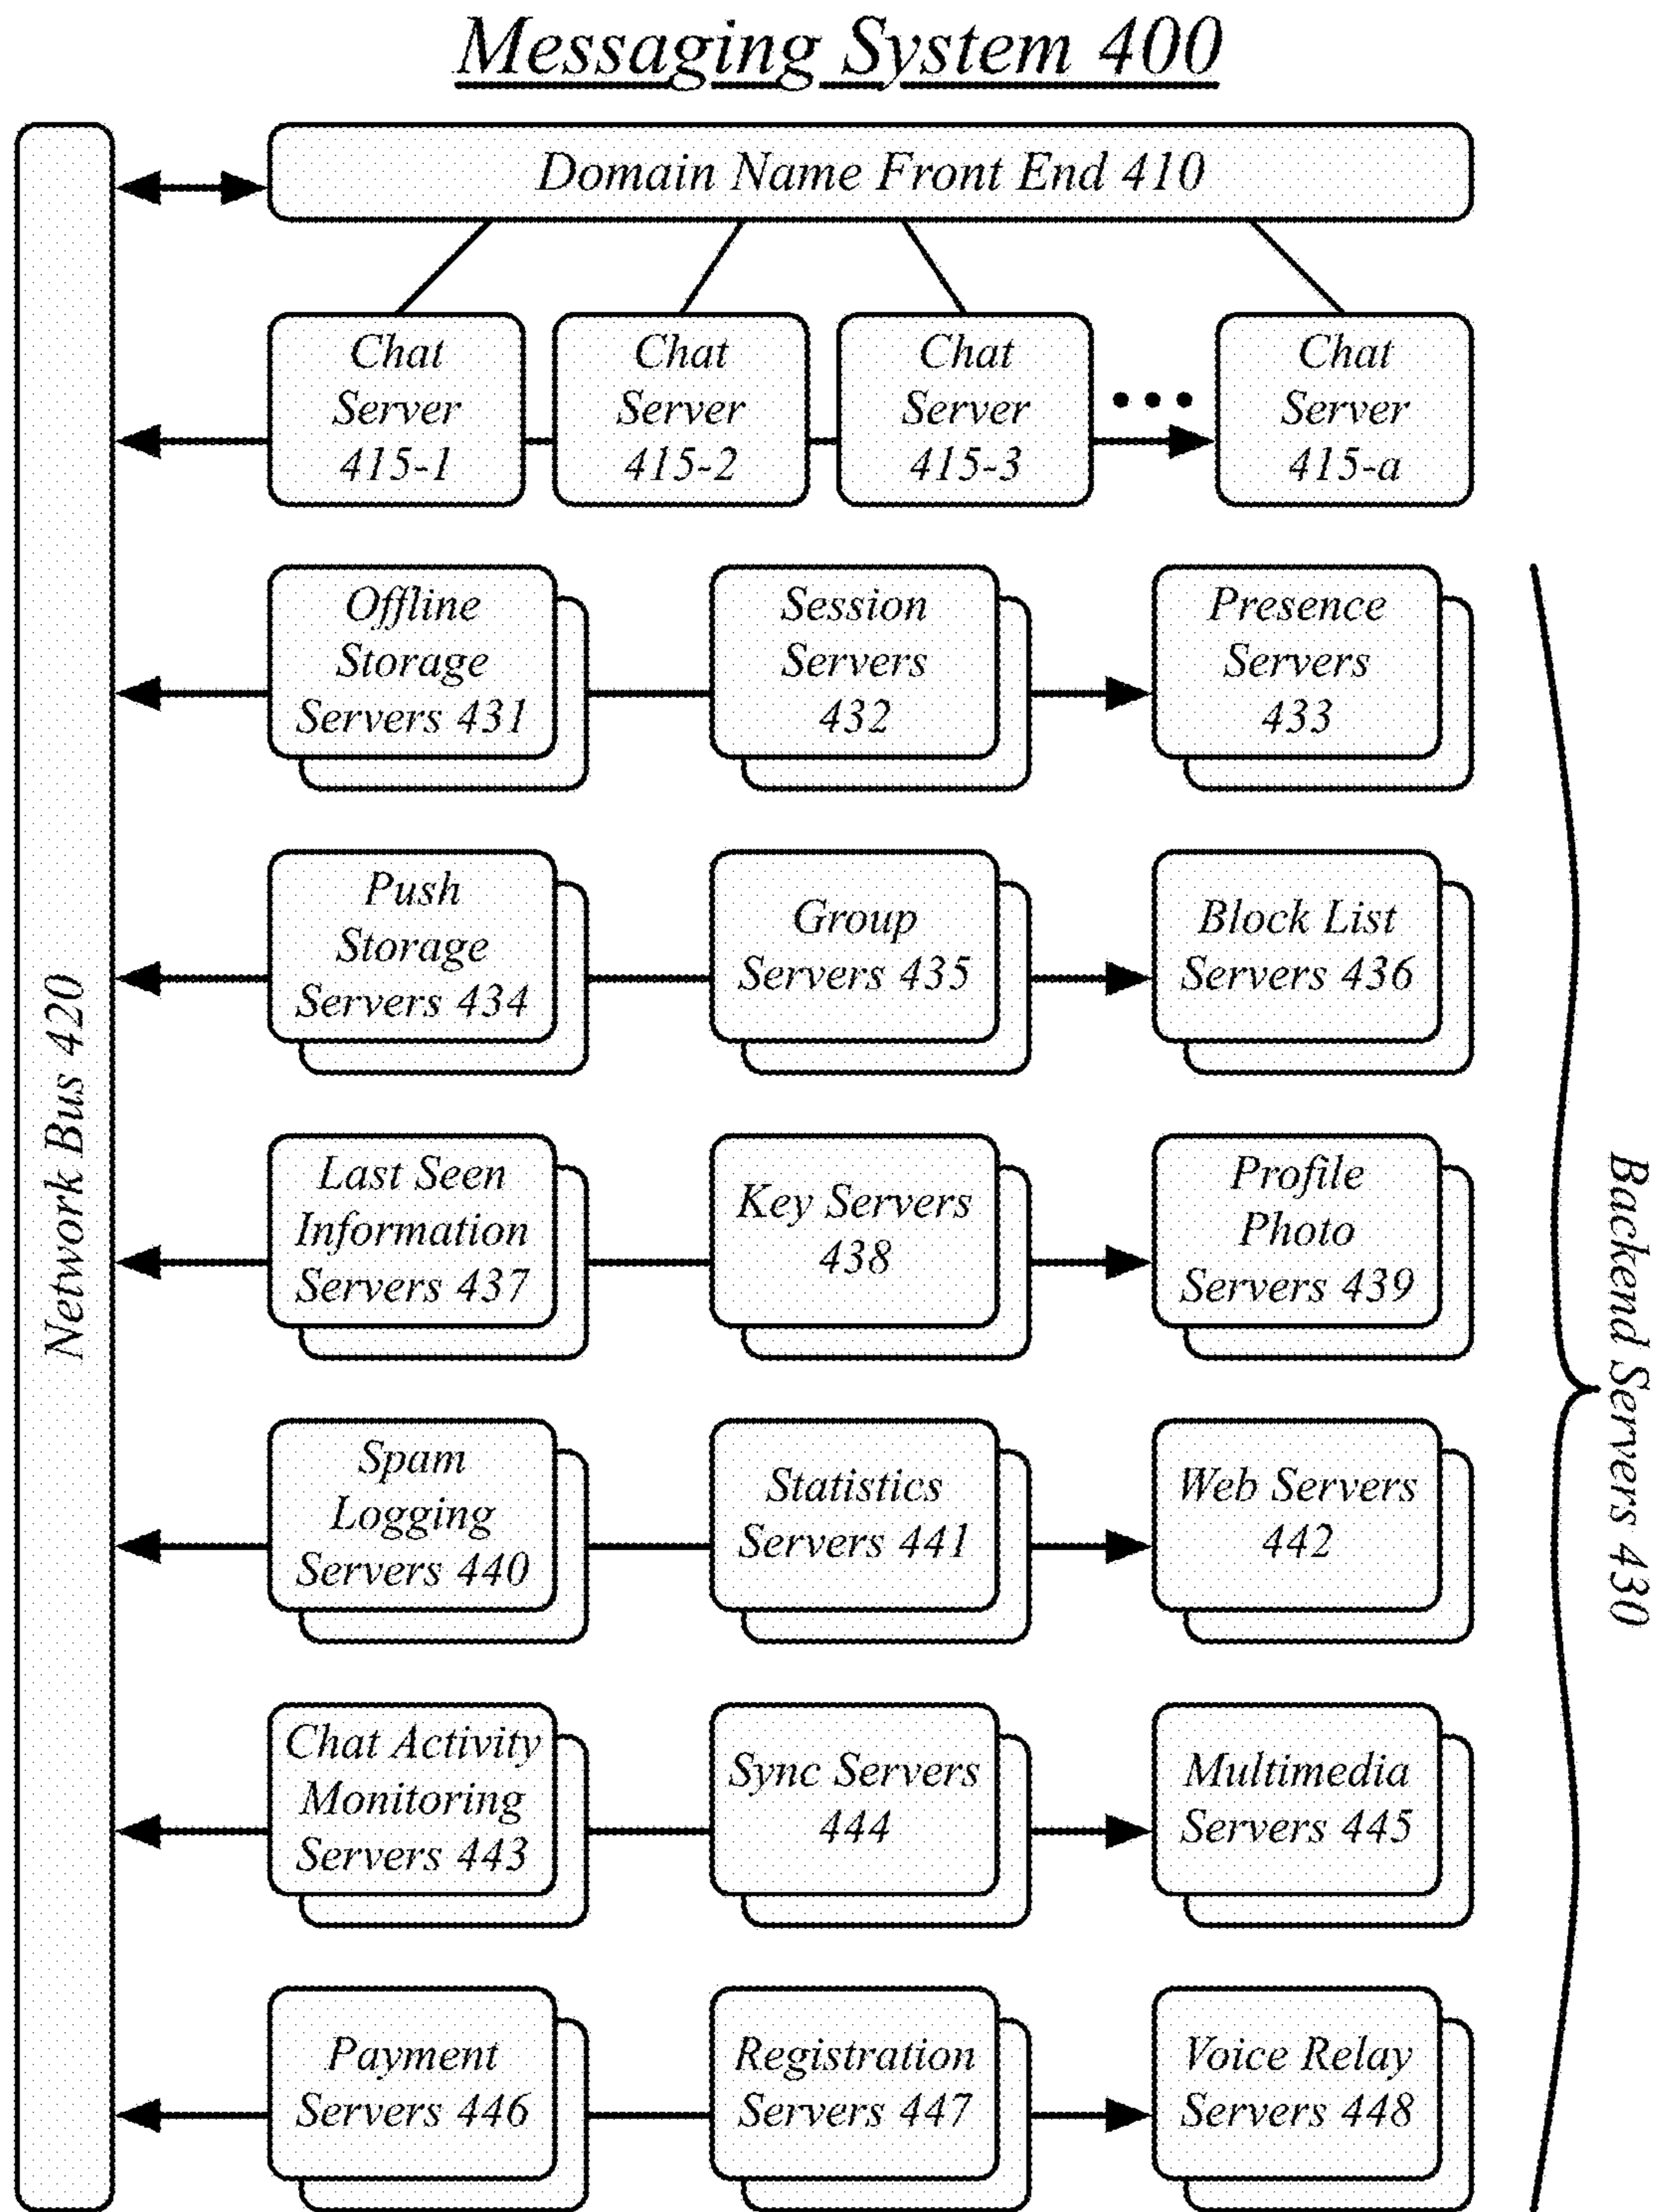 Messaging System 400
Domain Name Front End 410
Chat
Server
415-1
Chat
Server
415-2
Chat
Server
415-3
Chat
Server
415-a
Network Bus 420
Offline
Storage
Servers 431
Session
Servers
432
Presence
Servers
433
Push
Storage
Servers 434
Group
Servers 435
Block List
Servers 436
Last Seen
Information
Servers 437
Key Servers
438
Profile
Photo
Servers 439
Spam
Logging
Servers 440
Statistics
Servers 441
Web Servers
442
Chat Activity
Monitoring
Servers 443
Sync Servers
444
Multimedia
Servers 445
Payment
Servers 446
Registration
Servers 447
Voice Relay
Servers 448
Backend Servers 430